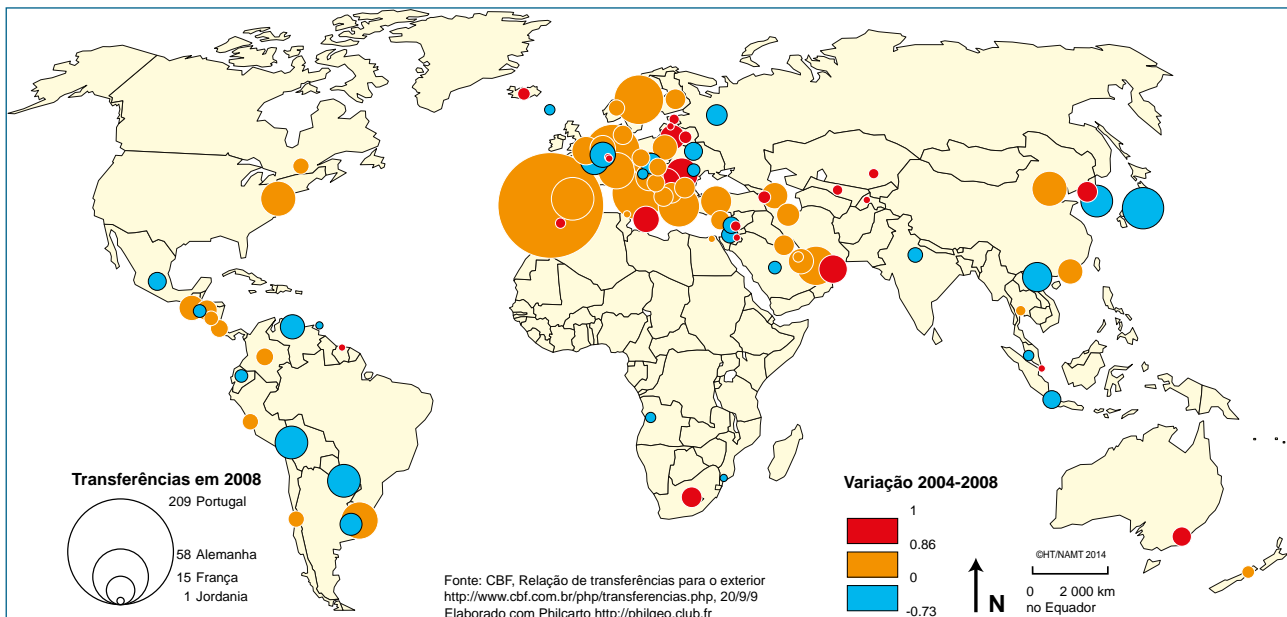 Transferências em 2008
209 Portugal
58 Alemanha
15 França
1 Jordania
Fonte: CBF, Relação de transferências para o exterior
http://www.cbf.com.br/php/transferencias.php, 20/9/9
Elaborado com Philcarto http://philgeo.club.fr
Variação 2004-2008
1
0.86
0
-0.73
N
©HT/NAMT 2014
0 2 000 km
no Equador